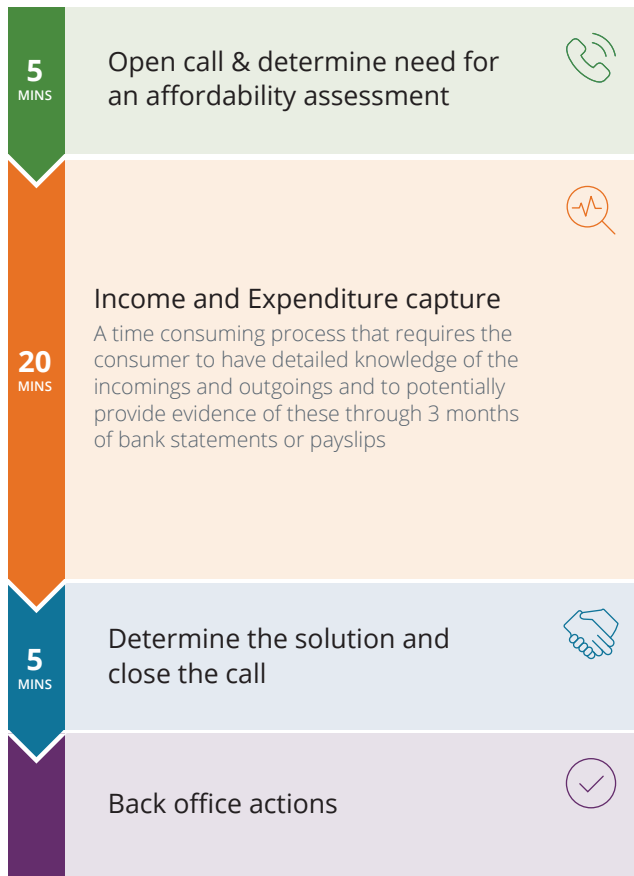 5
MINS
Open call & determine need for
an affordability assessment
20
MINS
Income and Expenditure capture
A time consuming process that requires the
consumer to have detailed knowledge of the
incomings and outgoings and to potentially
provide evidence of these through 3 months
of bank statements or payslips
5
MINS
Determine the solution and
close the call
Back office actions